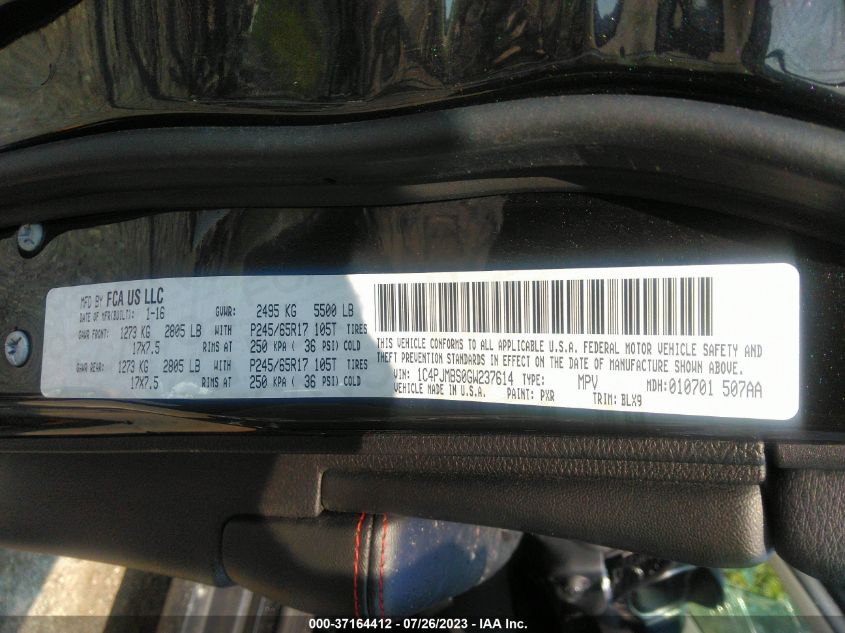 MFD BY FCA US LLC
DATE OF MFR(BUILT): 1-16 GVWR: 2495 KG 5500 LB
GAWR FRONT: 1273 KG 2805 LB WITH P245/65R17 105T TIRES
17X7.5 RIMS AT 250 KPA ( 36 PSI) COLD
GAWR REAR: 1273 KG 2805 LB WITH P245/65R17 105T TIRES
17X7.5 RIMS AT 250 KPA ( 36 PSI) COLD
THIS VEHICLE CONFORMS TO ALL APPLICABLE U.S.A. FEDERAL MOTOR VEHICLE SAFETY AND
THEFT PREVENTION STANDARDS IN EFFECT ON THE DATE OF MANUFACTURE SHOWN ABOVE.
VIN: 1C4PJMBS0GW237614 TYPE: MPV MDH: 010701 507AA
VEHICLE MADE IN U.S.A. PAINT: PXR TRIM: BLX9
000-37164412 - 07/26/2023 - IAA Inc.